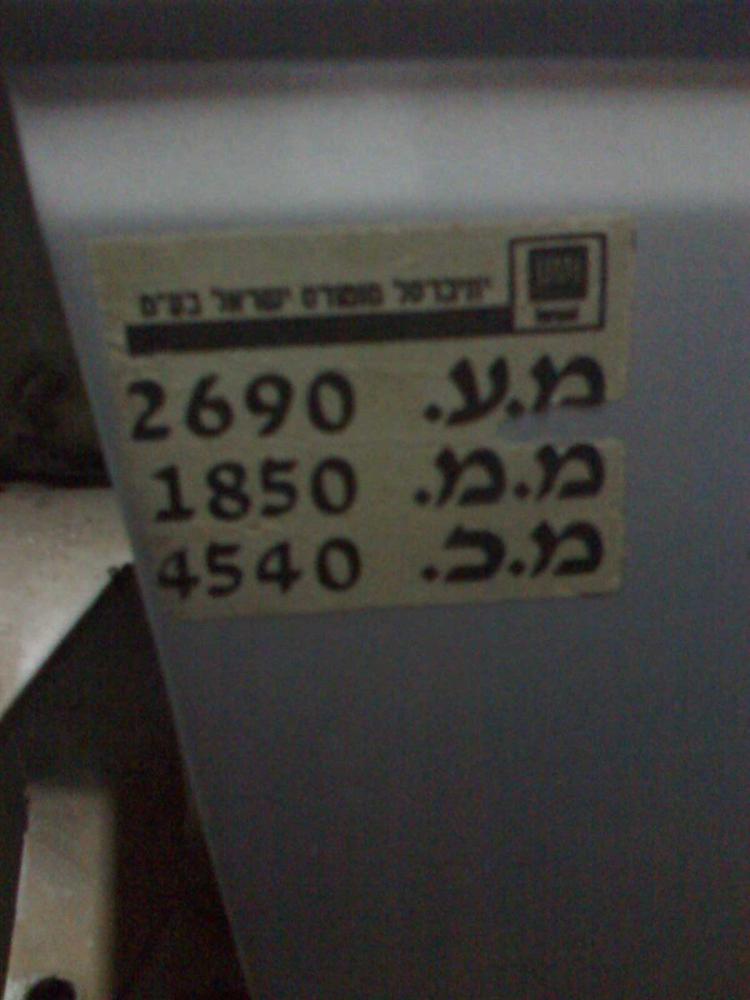 יוניברסל מוטורס ישראל בע"מ
מ.ע. 2690
מ.מ. 1850
מ.כ. 4540